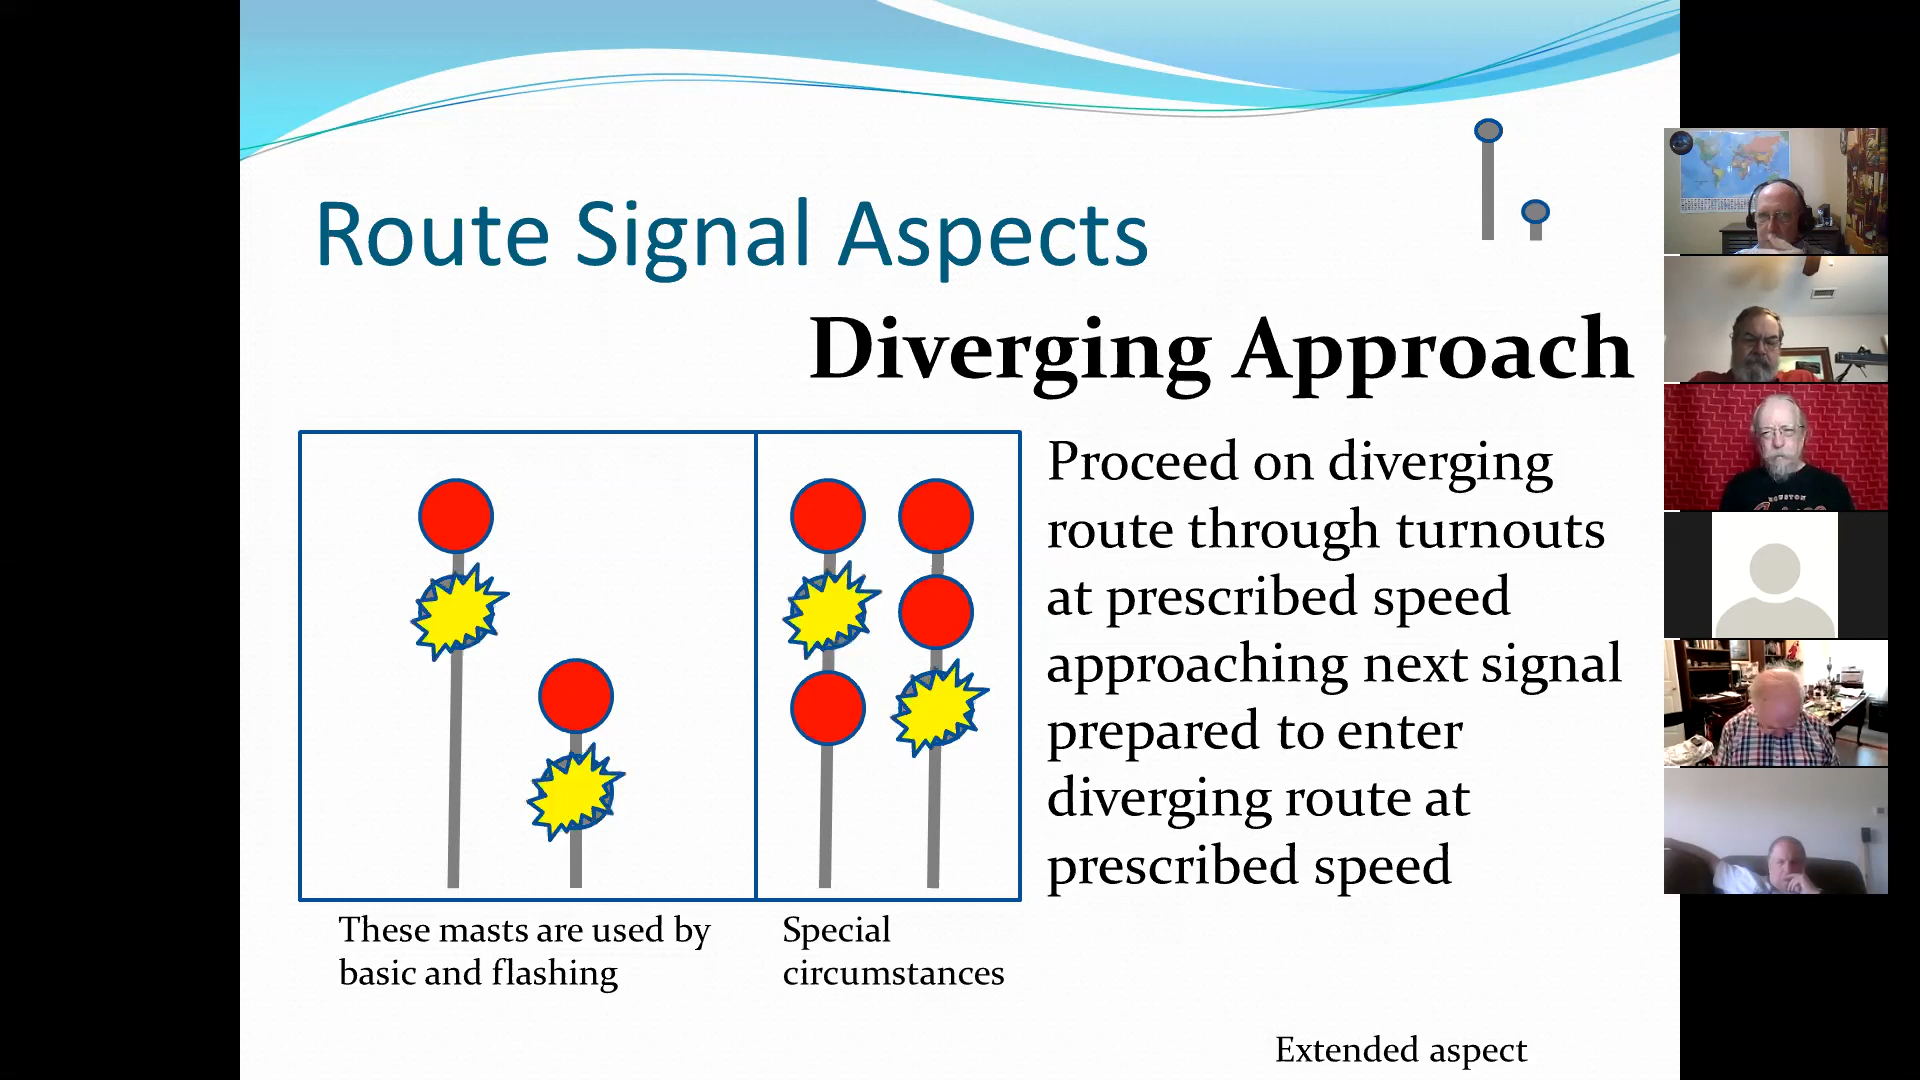 Route Signal Aspects
Diverging Approach
Proceed on diverging
route through turnouts
at prescribed speed
approaching next signal
prepared to enter
diverging route at
prescribed speed
These masts are used by
basic and flashing
Special
circumstances
Extended aspect
HOUSTON